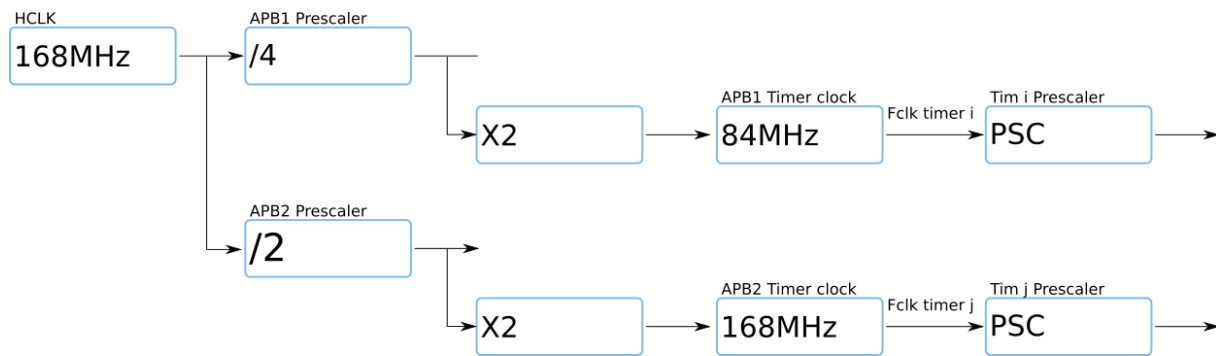 HCLK
168MHz
APB1 Prescaler
/4
X2
APB1 Timer clock
84MHz
Fclk timer i
Tim i Prescaler
PSC
APB2 Prescaler
/2
X2
APB2 Timer clock
168MHz
Fclk timer j
Tim j Prescaler
PSC